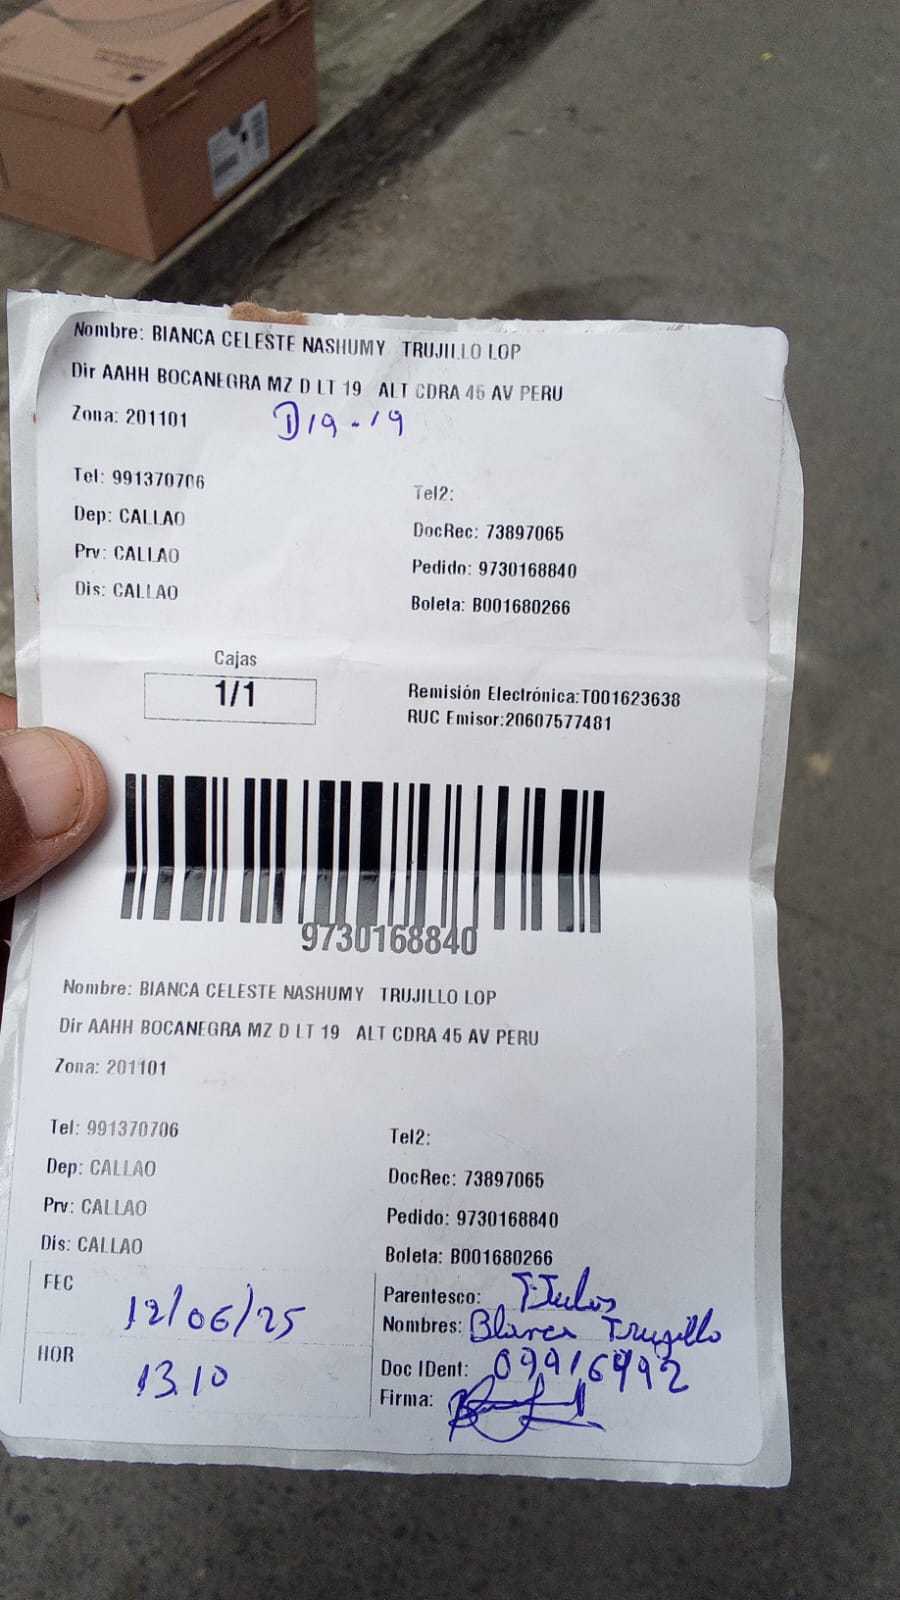 Nombre: BIANCA CELESTE NASHUMY TRUJILLO LOP
Dir AAHH BOCANEGRA MZ D LT 19 ALT CDRA 45 AV PERU
Zona: 201101
D19-19
Tel: 991370706 Tel2:
Dep: CALLAO DocRec: 73897065
Prv: CALLAO Pedido: 9730168840
Dis: CALLAO Boleta: B001680266
Cajas
1/1
Remisión Electrónica:T001623638
RUC Emisor:20607577481
9730168840
Nombre: BIANCA CELESTE NASHUMY TRUJILLO LOP
Dir AAHH BOCANEGRA MZ D LT 19 ALT CDRA 45 AV PERU
Zona: 201101
Tel: 991370706 Tel2:
Dep: CALLAO DocRec: 73897065
Prv: CALLAO Pedido: 9730168840
Dis: CALLAO Boleta: B001680266
FEC 12/06/25
HOR 13.10
Parentesco:
Nombres: Blanca Trujillo
Doc IDent: 09916492
Firma: